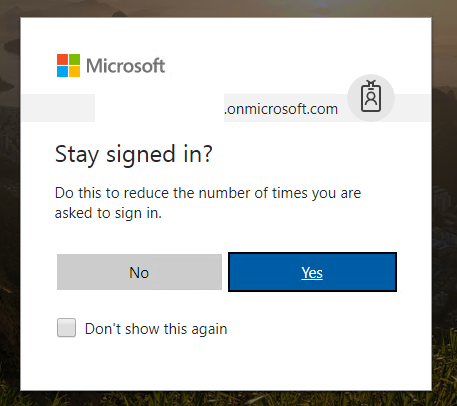 Microsoft
.onmicrosoft.com
Stay signed in?
Do this to reduce the number of times you are
asked to sign in.
No
Yes
Don't show this again